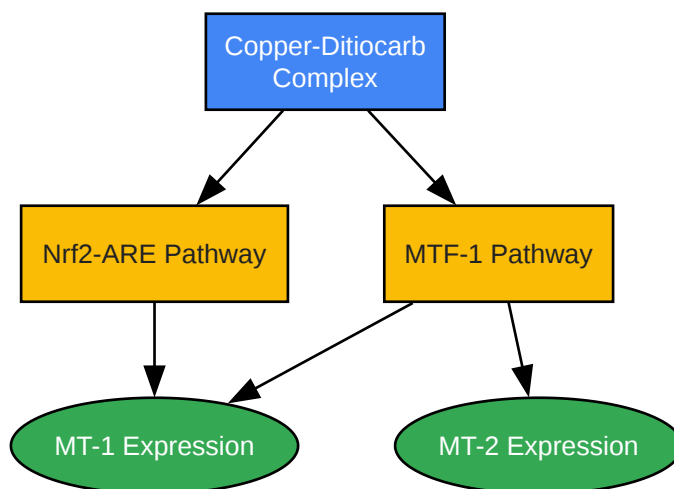 Copper-Ditiocarb
Complex
Nrf2-ARE Pathway
MTF-1 Pathway
MT-1 Expression
MT-2 Expression